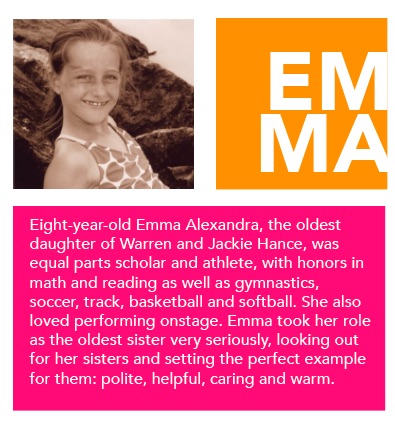 EM
MA
Eight-year-old Emma Alexandra, the oldest
daughter of Warren and Jackie Hance, was
equal parts scholar and athlete, with honors in
math and reading as well as gymnastics,
soccer, track, basketball and softball. She also
loved performing onstage. Emma took her role
as the oldest sister very seriously, looking out
for her sisters and setting the perfect example
for them: polite, helpful, caring and warm.